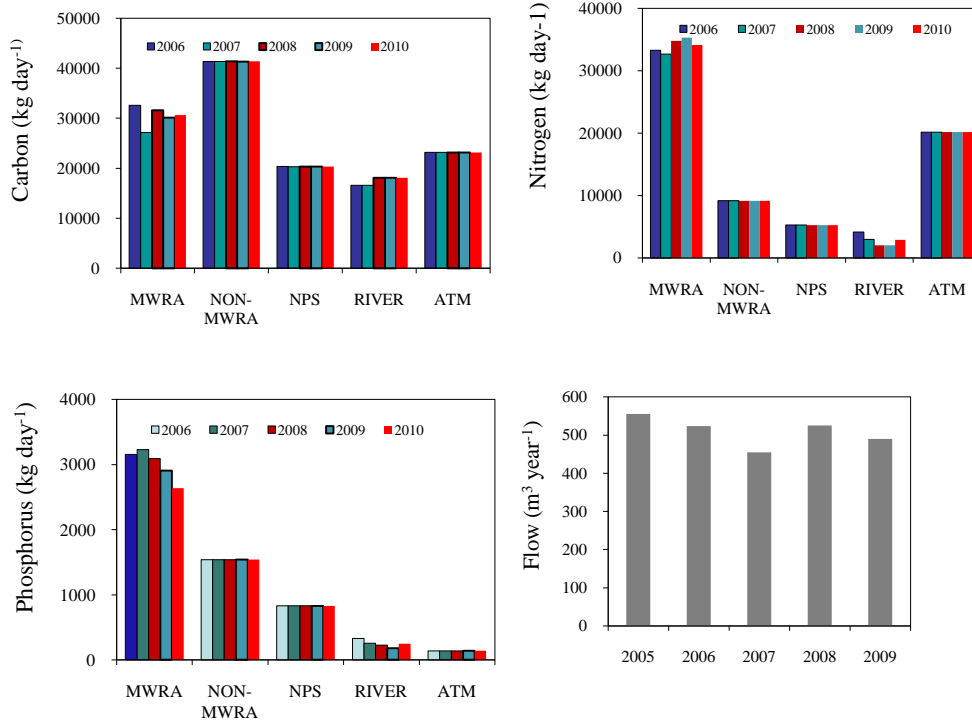 Carbon (kg day-1)
50000
40000
30000
20000
10000
0
2006 2007 2008 2009 2010
MWRA NON-MWRA NPS RIVER ATM
Nitrogen (kg day-1)
40000
30000
20000
10000
0
2006 2007 2008 2009 2010
MWRA NON-MWRA NPS RIVER ATM
Phosphorus (kg day-1)
4000
3000
2000
1000
0
2006 2007 2008 2009 2010
MWRA NON-MWRA NPS RIVER ATM
Flow (m3 year-1)
600
500
400
300
200
100
0
2005 2006 2007 2008 2009